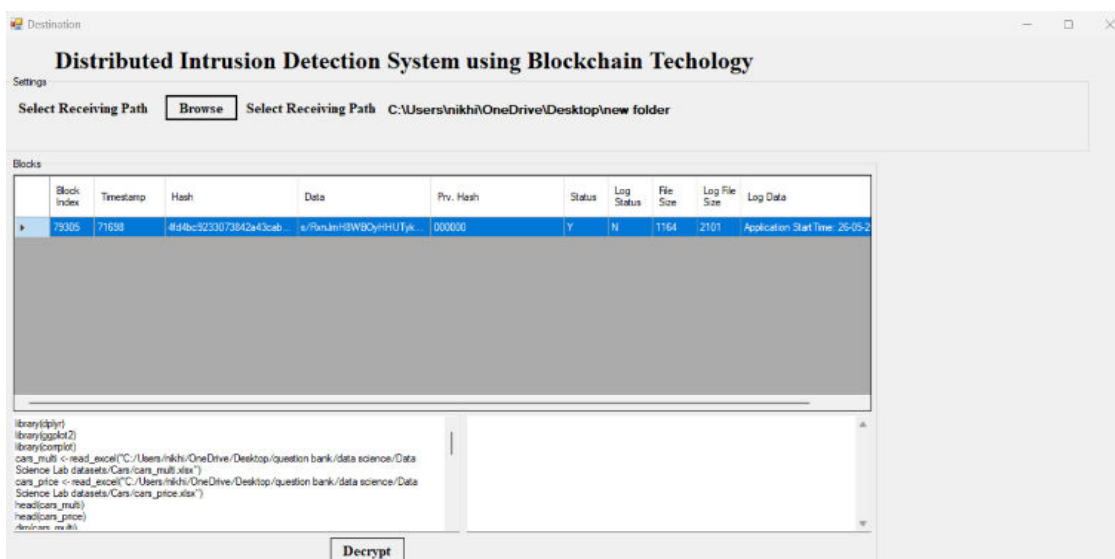 Destination
Distributed Intrusion Detection System using Blockchain Techology
Settings
Select Receiving Path Browse Select Receiving Path C:\Users\nikhi\OneDrive\Desktop\new folder
Blocks
Block Index Timestamp Hash Data Prv. Hash Status Log Status File Size Log File Size Log Data
79305 71698 4fd4bc9233073842a43cab... s/RxnJmH8WBOyHHUTyk... 000000 Y N 1164 2101 Application Start Time: 26-05-2
library(dplyr)
library(ggplot2)
library(corrplot)
cars_multi <-read_excel("C:/Users/nikhi/OneDrive/Desktop/question bank/data science/Data
Science Lab datasets/Cars/cars_multi.xlsx")
cars_price <-read_excel("C:/Users/nikhi/OneDrive/Desktop/question bank/data science/Data
Science Lab datasets/Cars/cars_price.xlsx")
head(cars_multi)
head(cars_price)
dim(cars_multi)
Decrypt